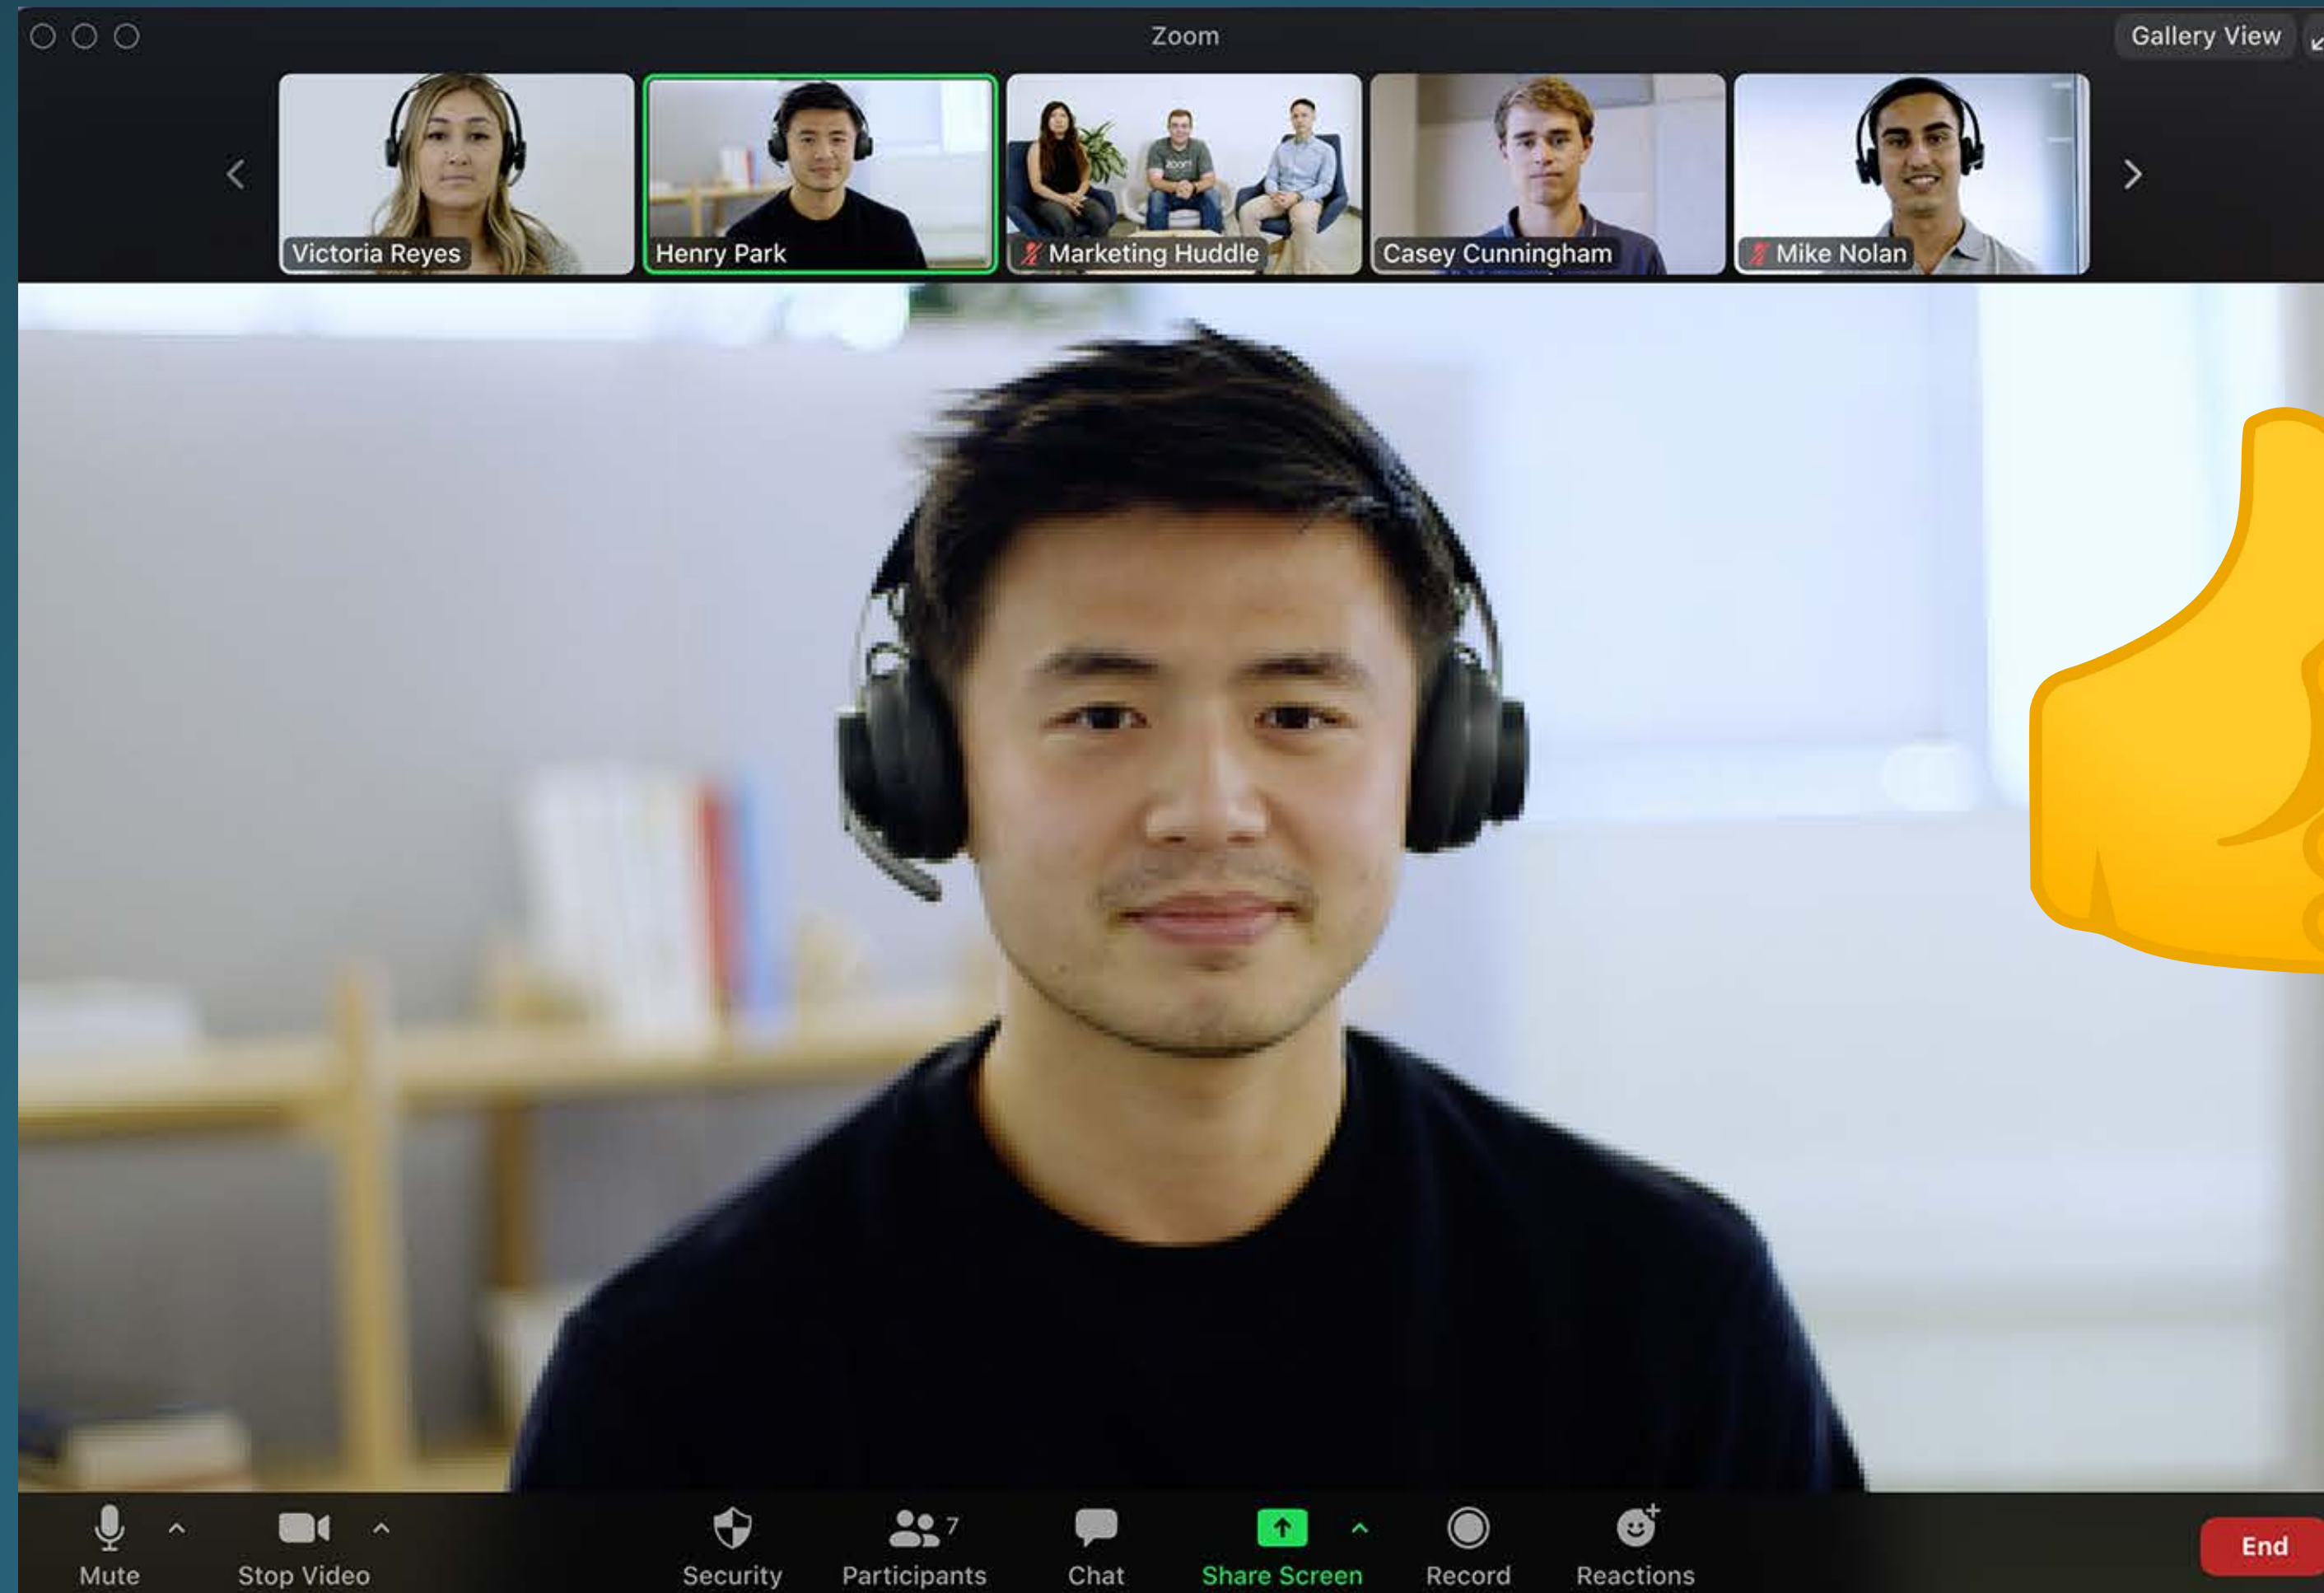 Zoom
Gallery View
Victoria Reyes
Henry Park
zoom
Marketing Huddle
Casey Cunningham
Mike Nolan
7
Mute
Stop Video
Security
Participants
Chat
Share Screen
Record
Reactions
End